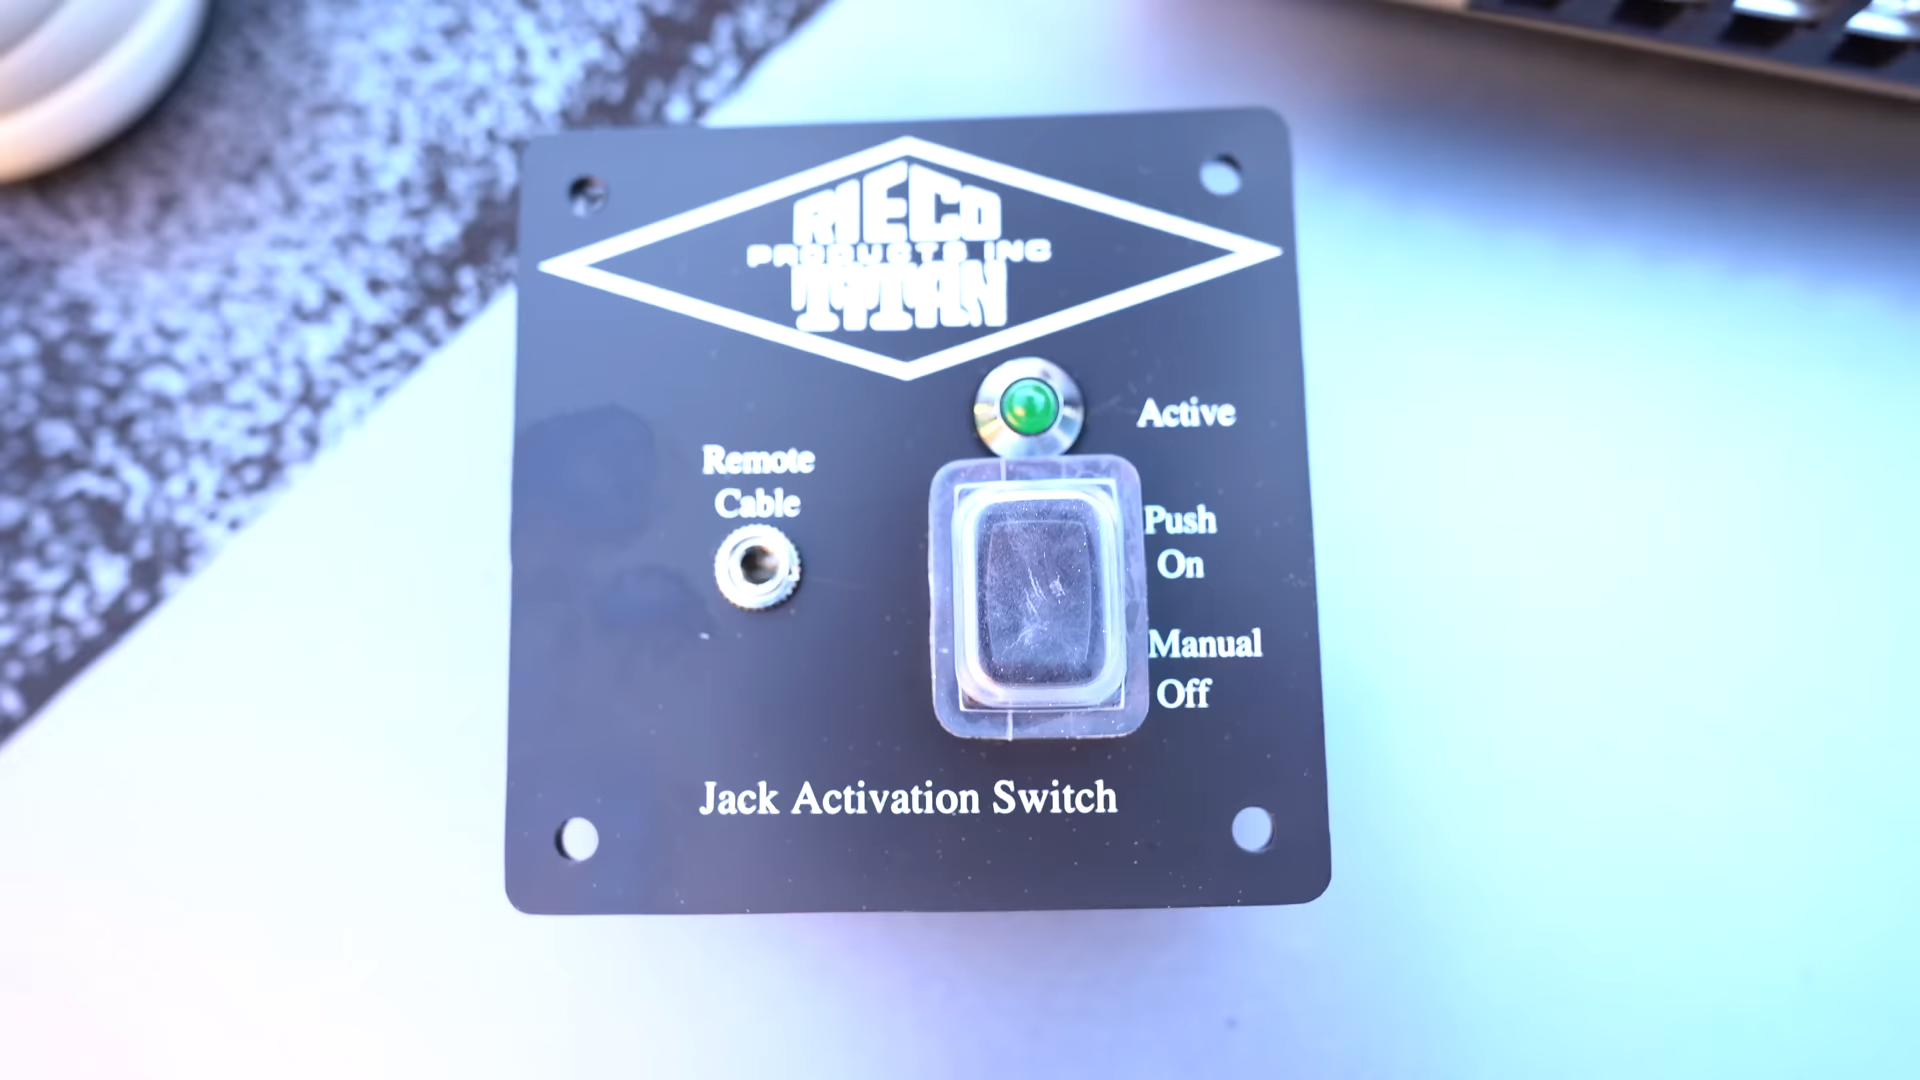 RIECO
PRODUCTS INC
TITAN
Active
Remote
Cable
Push
On
Manual
Off
Jack Activation Switch